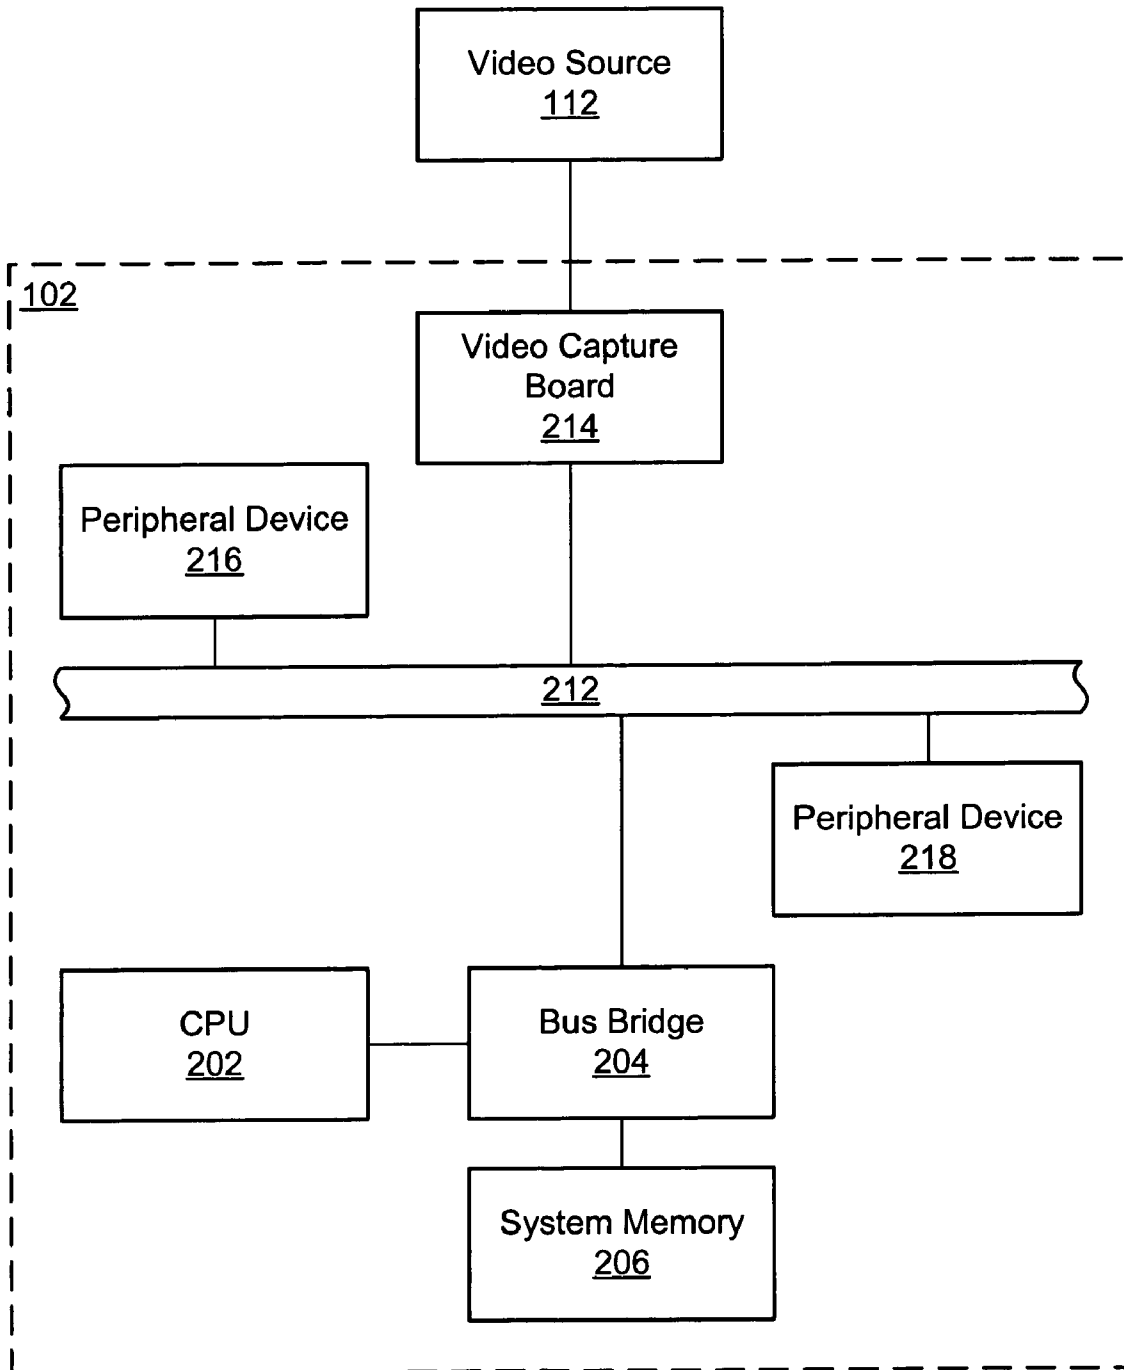 Video Source
112
102
Video Capture
Board
214
Peripheral Device
216
212
Peripheral Device
218
CPU
202
Bus Bridge
204
System Memory
206